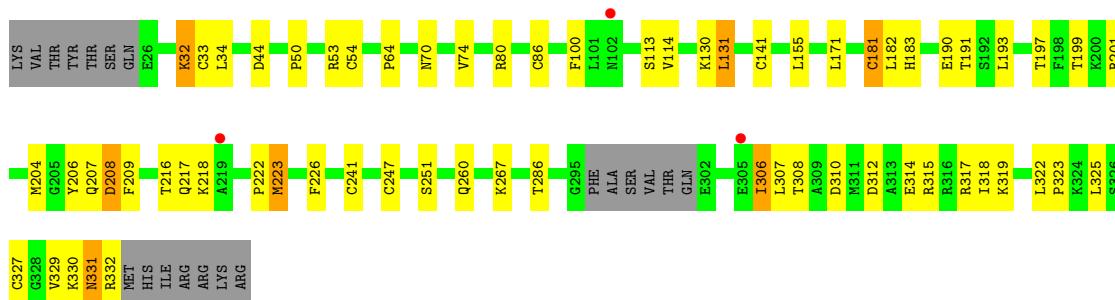 LYS VAL THR TYR THR SER GLN E26 K32 C33 L34 D44 P50 R53 C54 P64 N70 V74 R80 C86 F100 L101 N102 S113 V114 K130 L131 C141 L155 L171 C181 L182 H183 E190 T191 S192 L193 T197 F198 T199 K200
M204 G205 Y206 Q207 D208 F209 T216 Q217 K218 A219 P222 M223 F226 C241 C247 S251 Q260 K267 T286 G295 PHE ALA SER VAL THR GLN E302 E305 I306 L307 T308 A309 D310 M311 D312 A313 E314 R315 R316 R317 I318 K319 L322 P323 K324 L325
C327 G328 V329 K330 N331 R332 MET HIS ILE ARG ARG LYS ARG